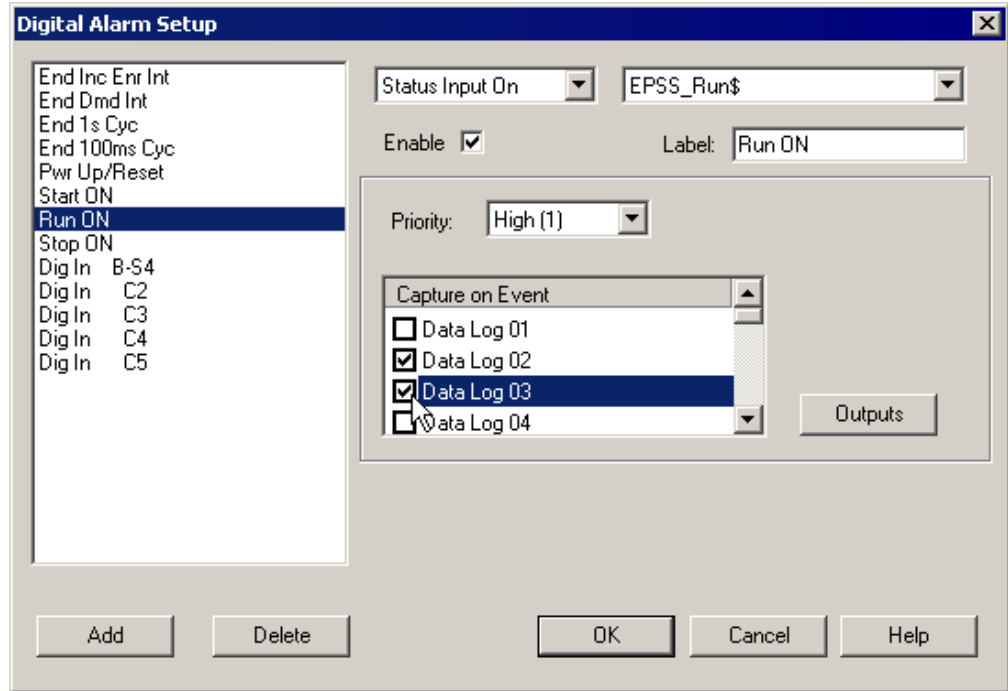 Digital Alarm Setup
End Inc Enr Int
End Dmd Int
End 1s Cyc
End 100ms Cyc
Pwr Up/Reset
Start ON
Run ON
Stop ON
Dig In B-S4
Dig In C2
Dig In C3
Dig In C4
Dig In C5
Status Input On
EPSS_Run$
Enable
Label: Run ON
Priority: High (1)
Capture on Event
Data Log 01
Data Log 02
Data Log 03
Data Log 04
Outputs
Add
Delete
OK
Cancel
Help